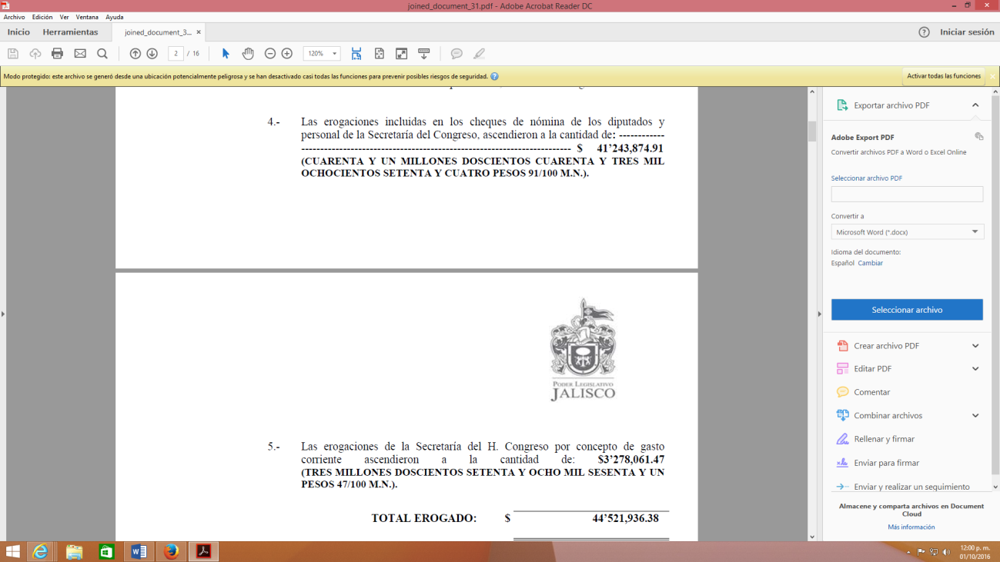 joined_document_31.pdf - Adobe Acrobat Reader DC
Archivo Edición Ver Ventana Ayuda
Inicio Herramientas joined_document_3... × Iniciar sesión
2 / 16 120%
Modo protegido: este archivo se generó desde una ubicación potencialmente peligrosa y se han desactivado casi todas las funciones para prevenir posibles riesgos de seguridad. Activar todas las funciones
4.- Las erogaciones incluidas en los cheques de nómina de los diputados y
personal de la Secretaría del Congreso, ascendieron a la cantidad de: ------------
----------------------------------------------------------------------- $ 41’243,874.91
(CUARENTA Y UN MILLONES DOSCIENTOS CUARENTA Y TRES MIL
OCHOCIENTOS SETENTA Y CUATRO PESOS 91/100 M.N.).
PODER LEGISLATIVO
JALISCO
5.- Las erogaciones de la Secretaría del H. Congreso por concepto de gasto
corriente ascendieron a la cantidad de: $3’278,061.47
(TRES MILLONES DOSCIENTOS SETENTA Y OCHO MIL SESENTA Y UN
PESOS 47/100 M.N.).
TOTAL EROGADO: $ 44’521,936.38
Exportar archivo PDF
Adobe Export PDF
Convertir archivos PDF a Word o Excel Online
Seleccionar archivo PDF
Convertir a
Microsoft Word (*.docx)
Idioma del documento:
Español Cambiar
Seleccionar archivo
Crear archivo PDF
Editar PDF
Comentar
Combinar archivos
Rellenar y firmar
Enviar para firmar
Enviar y realizar un seguimiento
Almacene y comparta archivos en Document
Cloud
Más información
12:00 p. m.
01/10/2016